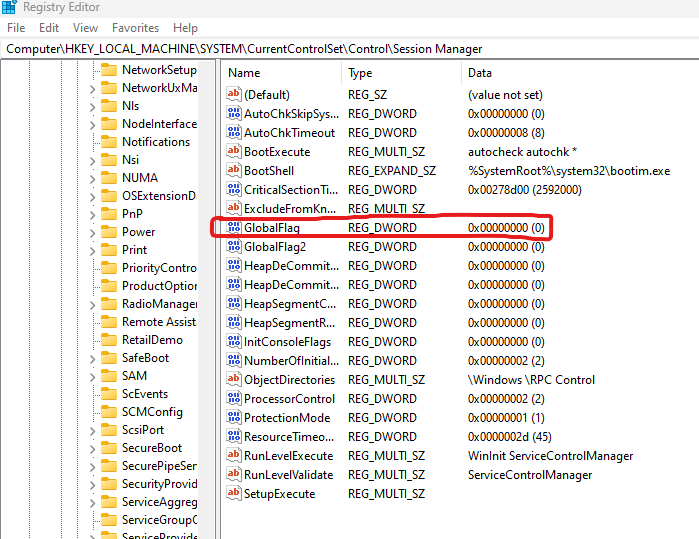 Registry Editor
File Edit View Favorites Help
Computer\HKEY_LOCAL_MACHINE\SYSTEM\CurrentControlSet\Control\Session Manager
NetworkSetup
NetworkUxMa
Nls
NodeInterface
Notifications
Nsi
NUMA
OSExtensionDa
PnP
Power
Print
PriorityContro
ProductOption
RadioManager
Remote Assist
RetailDemo
SafeBoot
SAM
ScEvents
SCMConfig
ScsiPort
SecureBoot
SecurePipeSer
SecurityProvid
ServiceAggreg
ServiceGroupO
ServiceProvide
Name Type Data
(Default) REG_SZ (value not set)
AutoChkSkipSys... REG_DWORD 0x00000000 (0)
AutoChkTimeout REG_DWORD 0x00000008 (8)
BootExecute REG_MULTI_SZ autocheck autochk *
BootShell REG_EXPAND_SZ %SystemRoot%\system32\bootim.exe
CriticalSectionTi... REG_DWORD 0x00278d00 (2592000)
ExcludeFromKn... REG_MULTI_SZ
GlobalFlag REG_DWORD 0x00000000 (0)
GlobalFlag2 REG_DWORD 0x00000000 (0)
HeapDeCommit... REG_DWORD 0x00000000 (0)
HeapDeCommit... REG_DWORD 0x00000000 (0)
HeapSegmentC... REG_DWORD 0x00000000 (0)
HeapSegmentR... REG_DWORD 0x00000000 (0)
InitConsoleFlags REG_DWORD 0x00000000 (0)
NumberOfInitial... REG_DWORD 0x00000002 (2)
ObjectDirectories REG_MULTI_SZ \Windows \RPC Control
ProcessorControl REG_DWORD 0x00000002 (2)
ProtectionMode REG_DWORD 0x00000001 (1)
ResourceTimeo... REG_DWORD 0x0000002d (45)
RunLevelExecute REG_MULTI_SZ WinInit ServiceControlManager
RunLevelValidate REG_MULTI_SZ ServiceControlManager
SetupExecute REG_MULTI_SZ